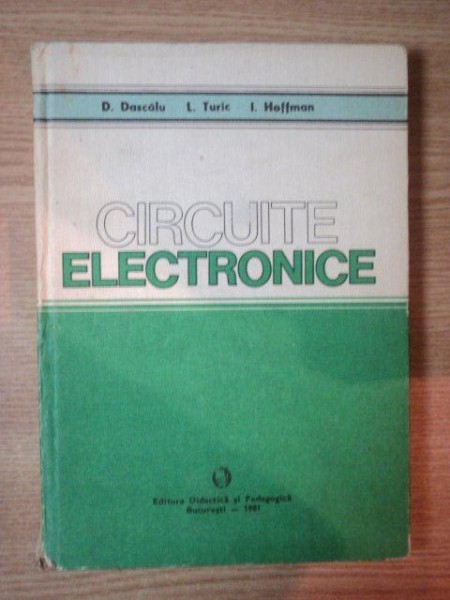 D. Dascălu L. Turic I. Hoffman
CIRCUITE
ELECTRONICE
Editura Didactică și Pedagogică
București — 1981